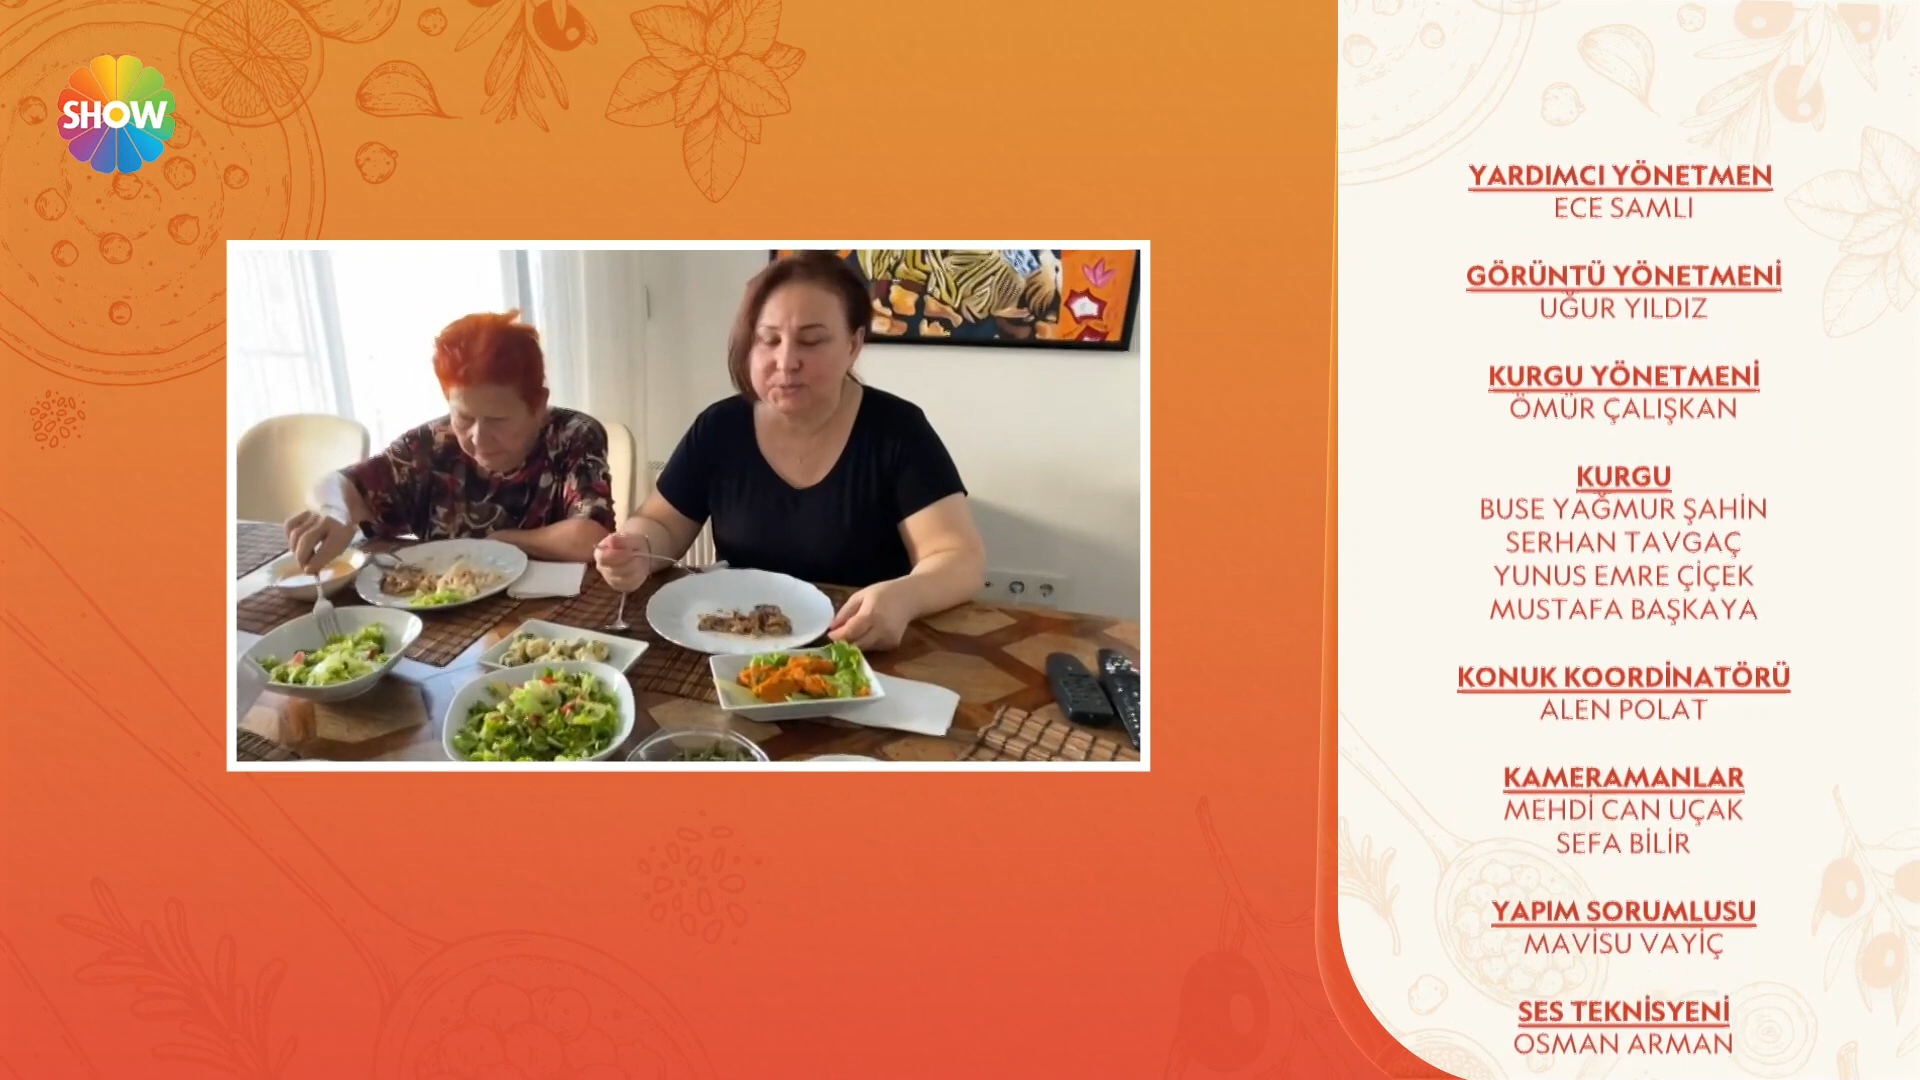 SHOW
YARDIMCI YÖNETMEN
ECE SAMLI
GÖRÜNTÜ YÖNETMENİ
UĞUR YILDIZ
KURGU YÖNETMENİ
ÖMÜR ÇALIŞKAN
KURGU
BUSE YAĞMUR ŞAHİN
SERHAN TAVGAÇ
YUNUS EMRE ÇİÇEK
MUSTAFA BAŞKAYA
KONUK KOORDİNATÖRÜ
ALEN POLAT
KAMERAMANLAR
MEHDİ CAN UÇAK
SEFA BİLİR
YAPIM SORUMLUSU
MAVİSU VAYİÇ
SES TEKNİSYENİ
OSMAN ARMAN